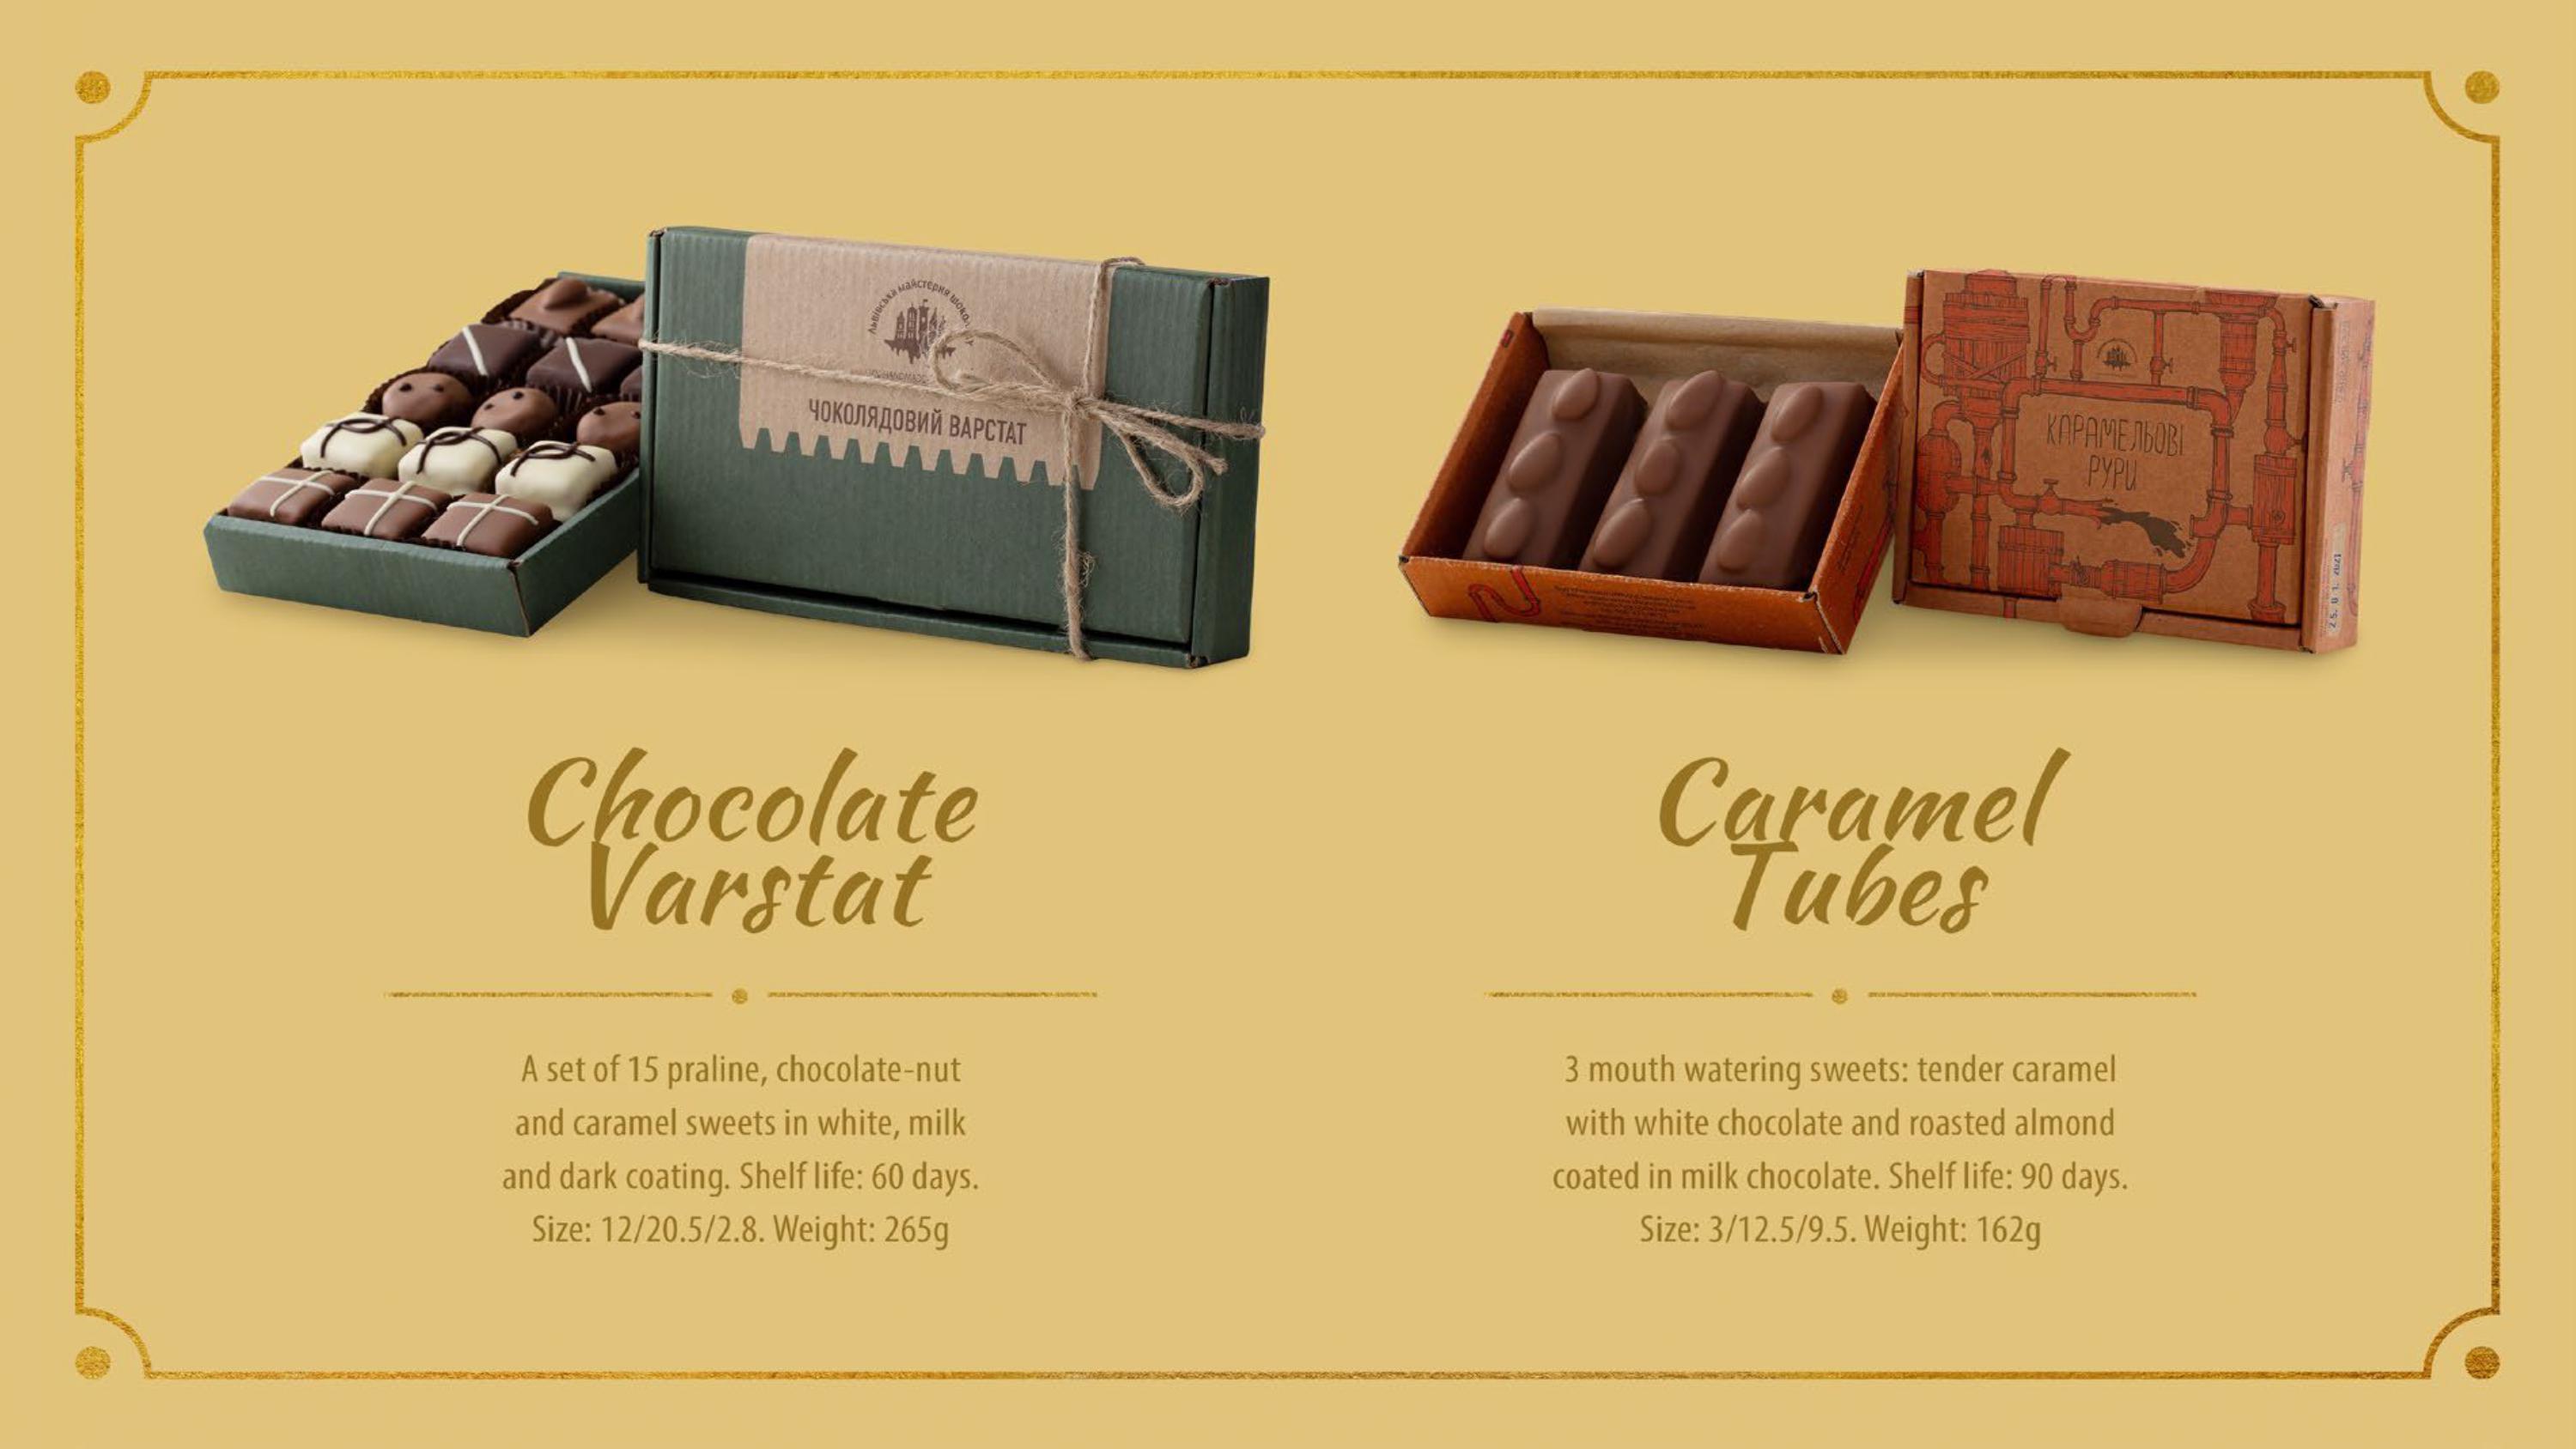 львівська майстерня шоко
ЧОКОЛЯДОВИЙ ВАРСТАТ
КАРАМЕЛЬОВІ
РУРИ
Chocolate
Varstat
A set of 15 praline, chocolate-nut
and caramel sweets in white, milk
and dark coating. Shelf life: 60 days.
Size: 12/20.5/2.8. Weight: 265g
Caramel
Tubes
3 mouth watering sweets: tender caramel
with white chocolate and roasted almond
coated in milk chocolate. Shelf life: 90 days.
Size: 3/12.5/9.5. Weight: 162g